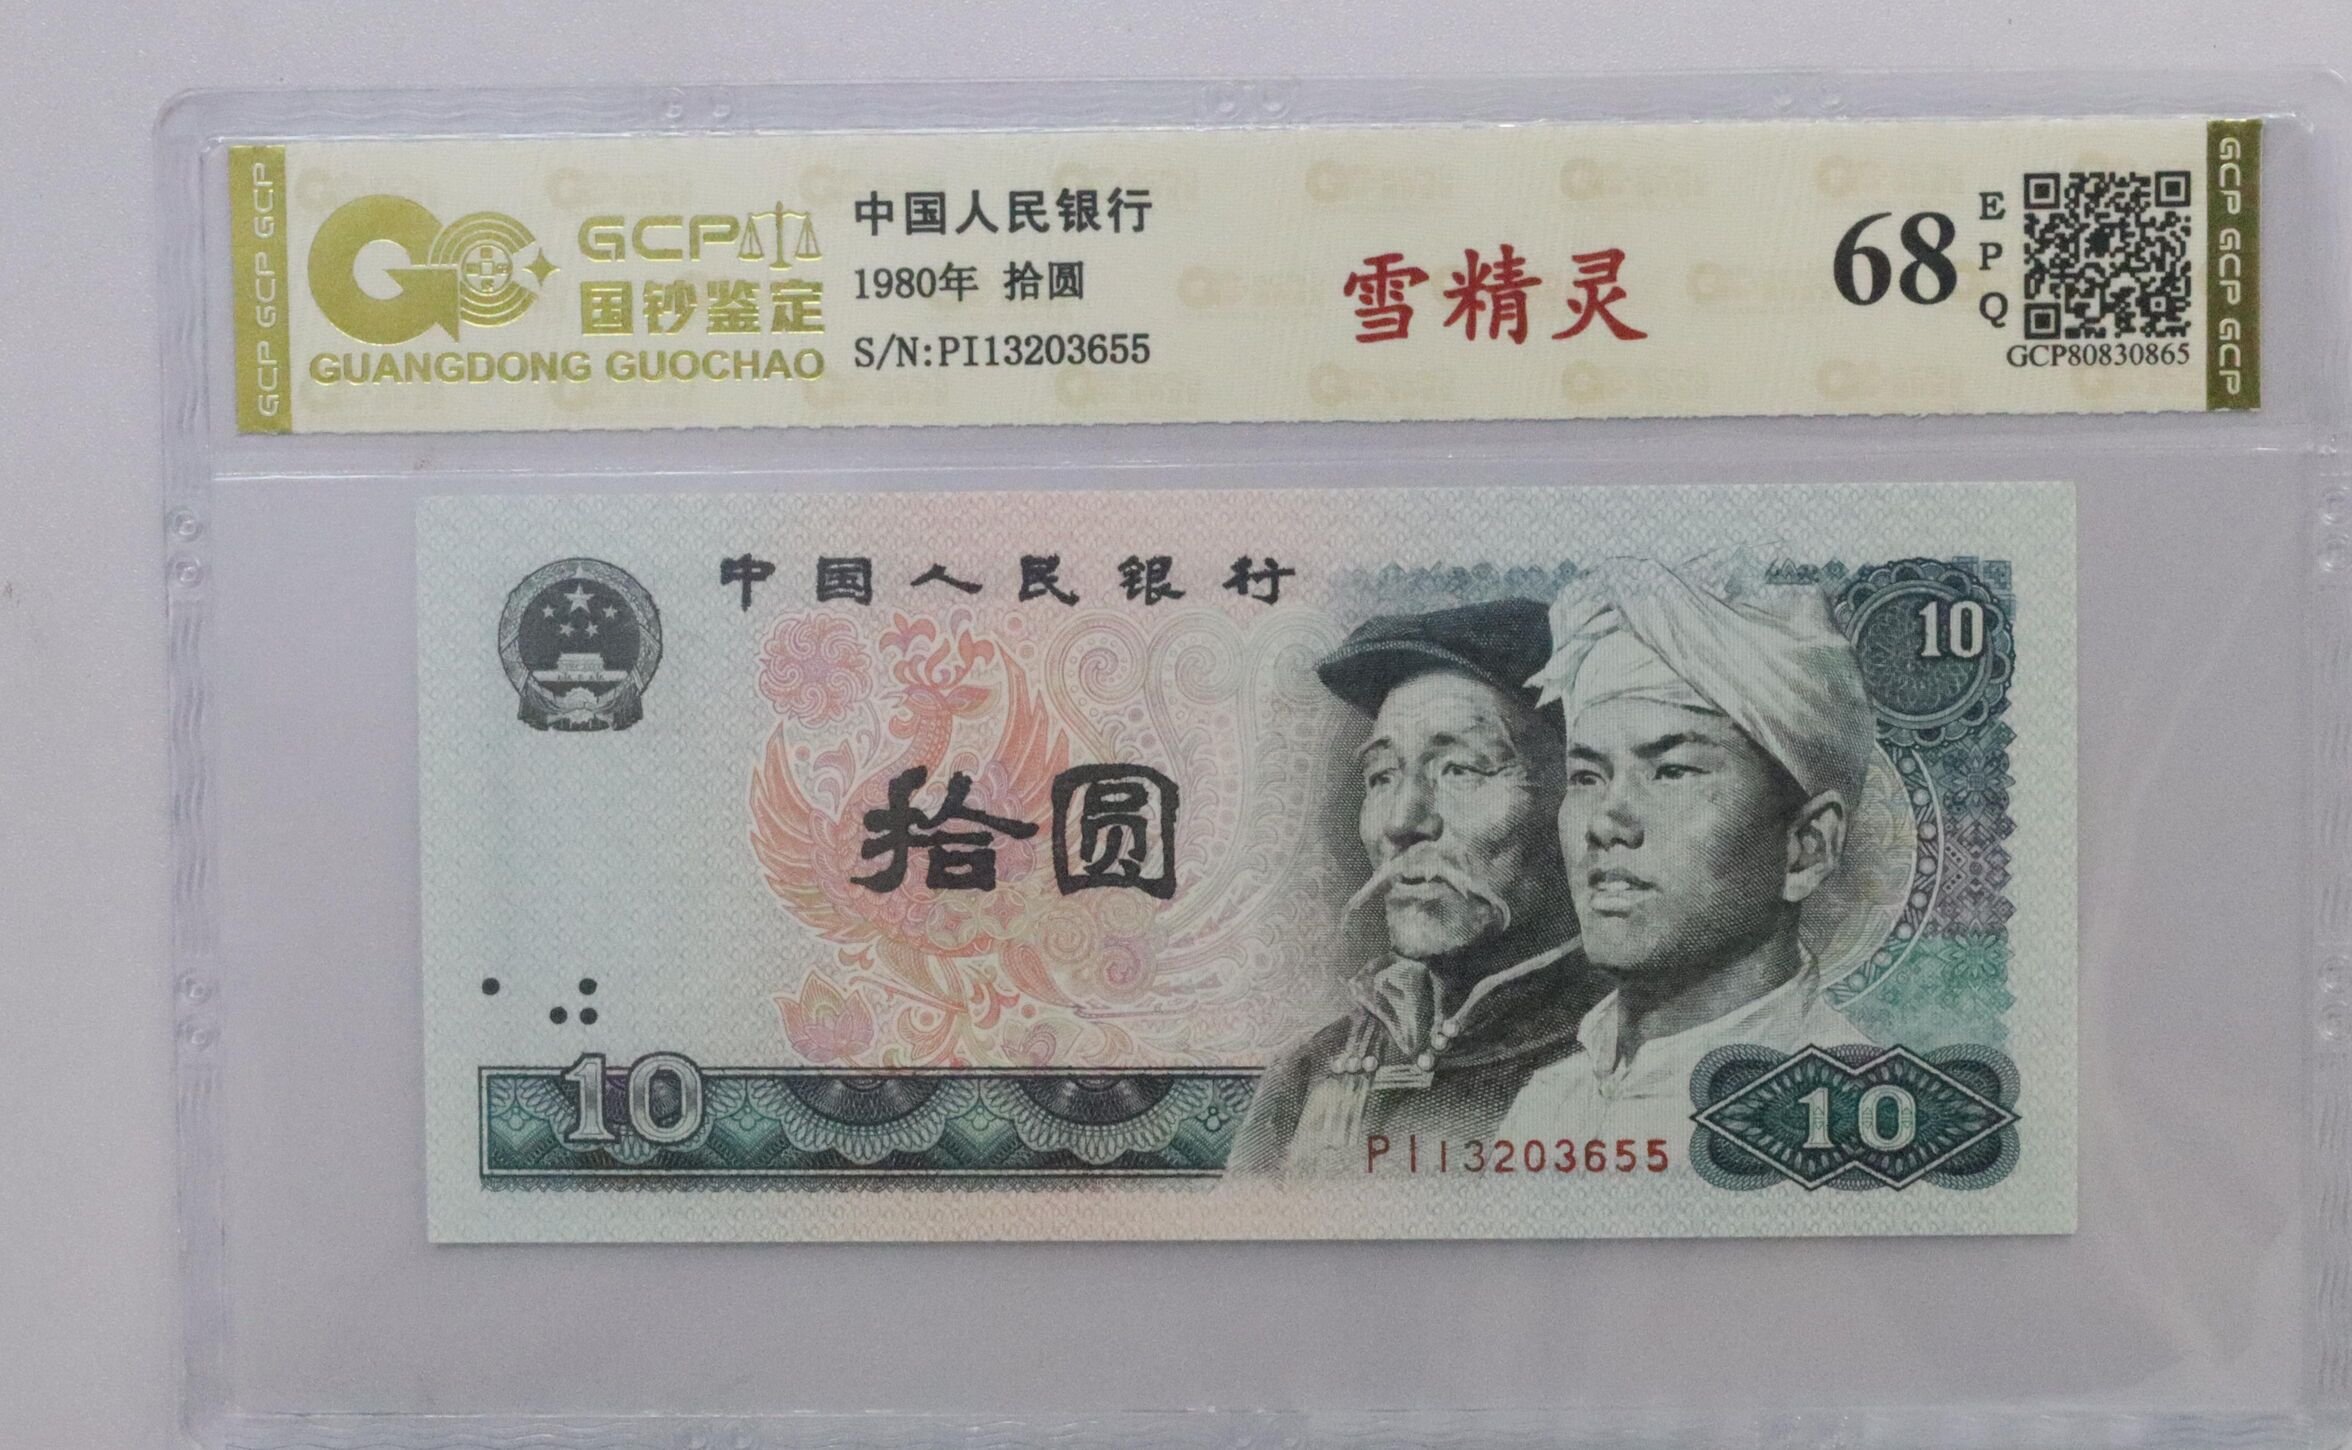 GCP GCP GCP
GCP
国钞鉴定
GUANGDONG GUOCHAO
中国人民银行
1980年 拾圆
S/N:PI13203655
雪精灵
68
EPQ
GCP80830865
GCP GCP GCP
中国人民银行
10
拾圆
10
PI13203655
10